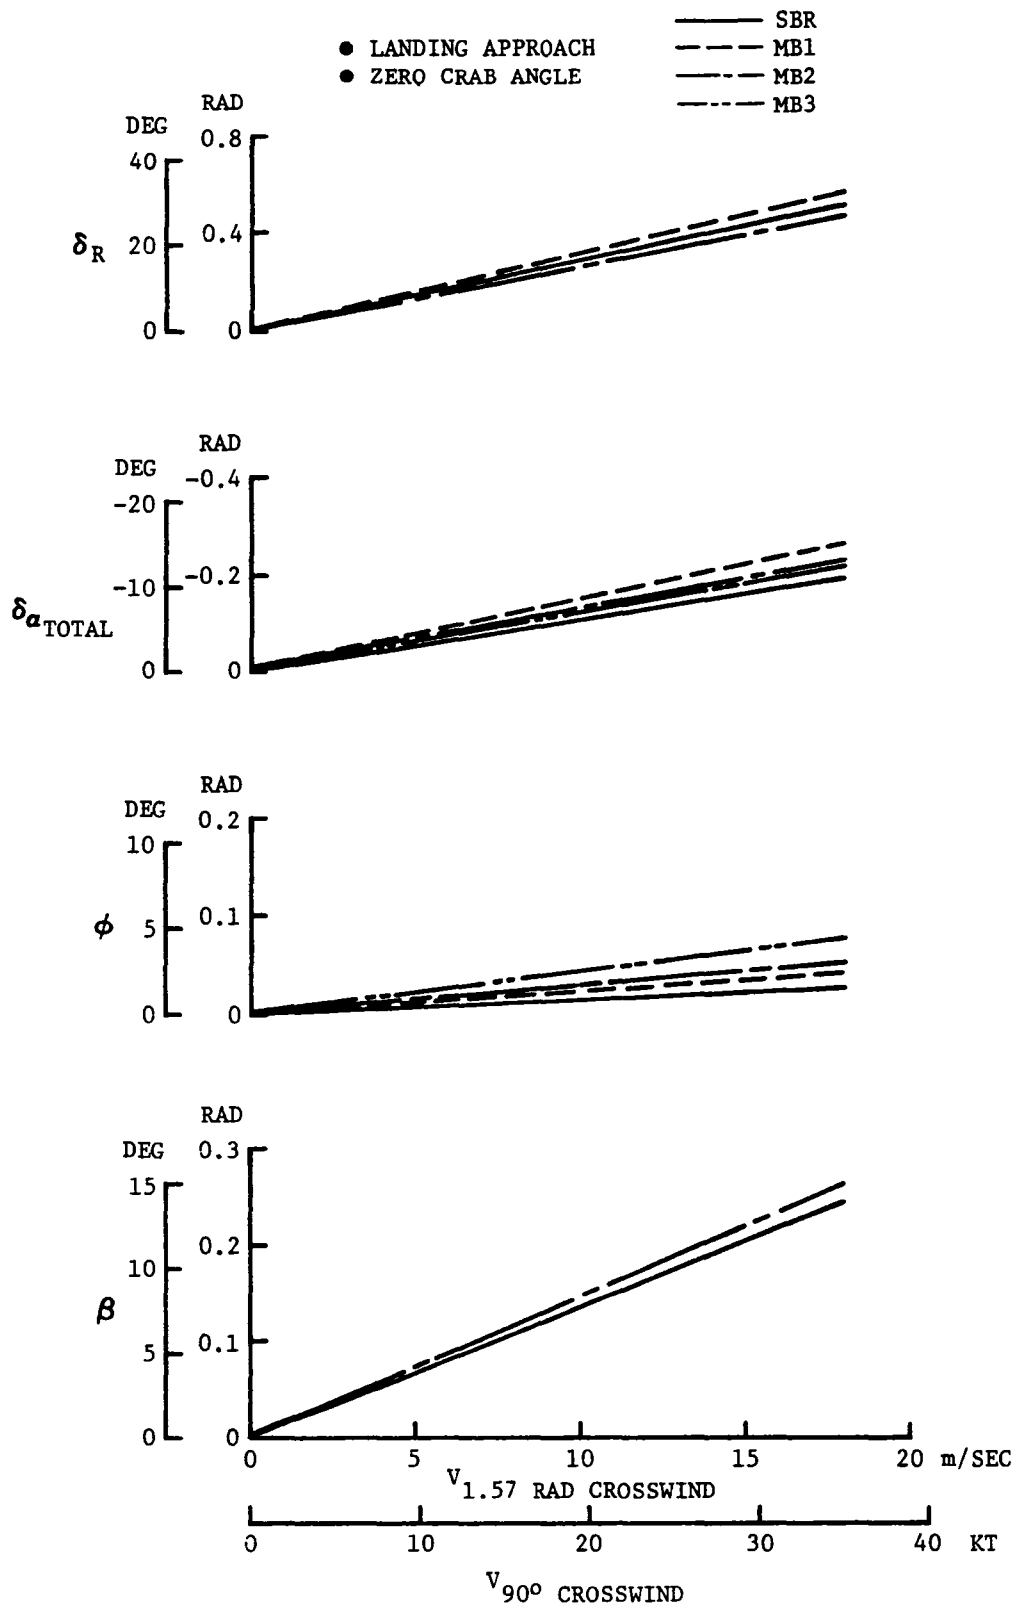 SBR
● LANDING APPROACH
MB1
● ZERO CRAB ANGLE
MB2
MB3
RAD
DEG
0.8
40
0.4
δR
20
0
0
RAD
DEG
-0.4
-20
-0.2
-10
δaTOTAL
0
0
RAD
DEG
0.2
10
0.1
ϕ
5
0
0
RAD
DEG
0.3
15
0.2
10
β
0.1
5
0
0
0 5 10 15 20 m/SEC
V1.57 RAD CROSSWIND
0 10 20 30 40 KT
V90° CROSSWIND